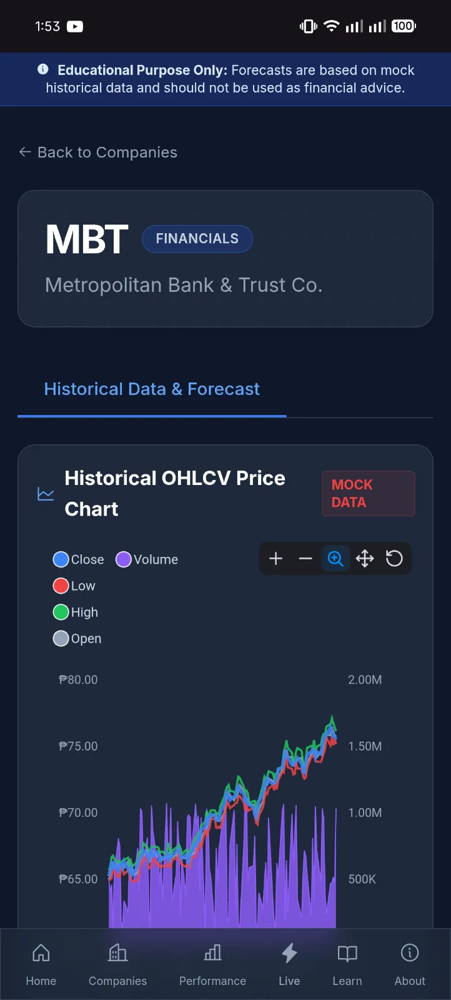 1:53
100
Educational Purpose Only: Forecasts are based on mock
historical data and should not be used as financial advice.
← Back to Companies
MBT
FINANCIALS
Metropolitan Bank & Trust Co.
Historical Data & Forecast
Historical OHLCV Price
Chart
MOCK
DATA
Close
Volume
Low
High
Open
₱80.00
2.00M
₱75.00
1.50M
₱70.00
1.00M
₱65.00
500K
Home
Companies
Performance
Live
Learn
About